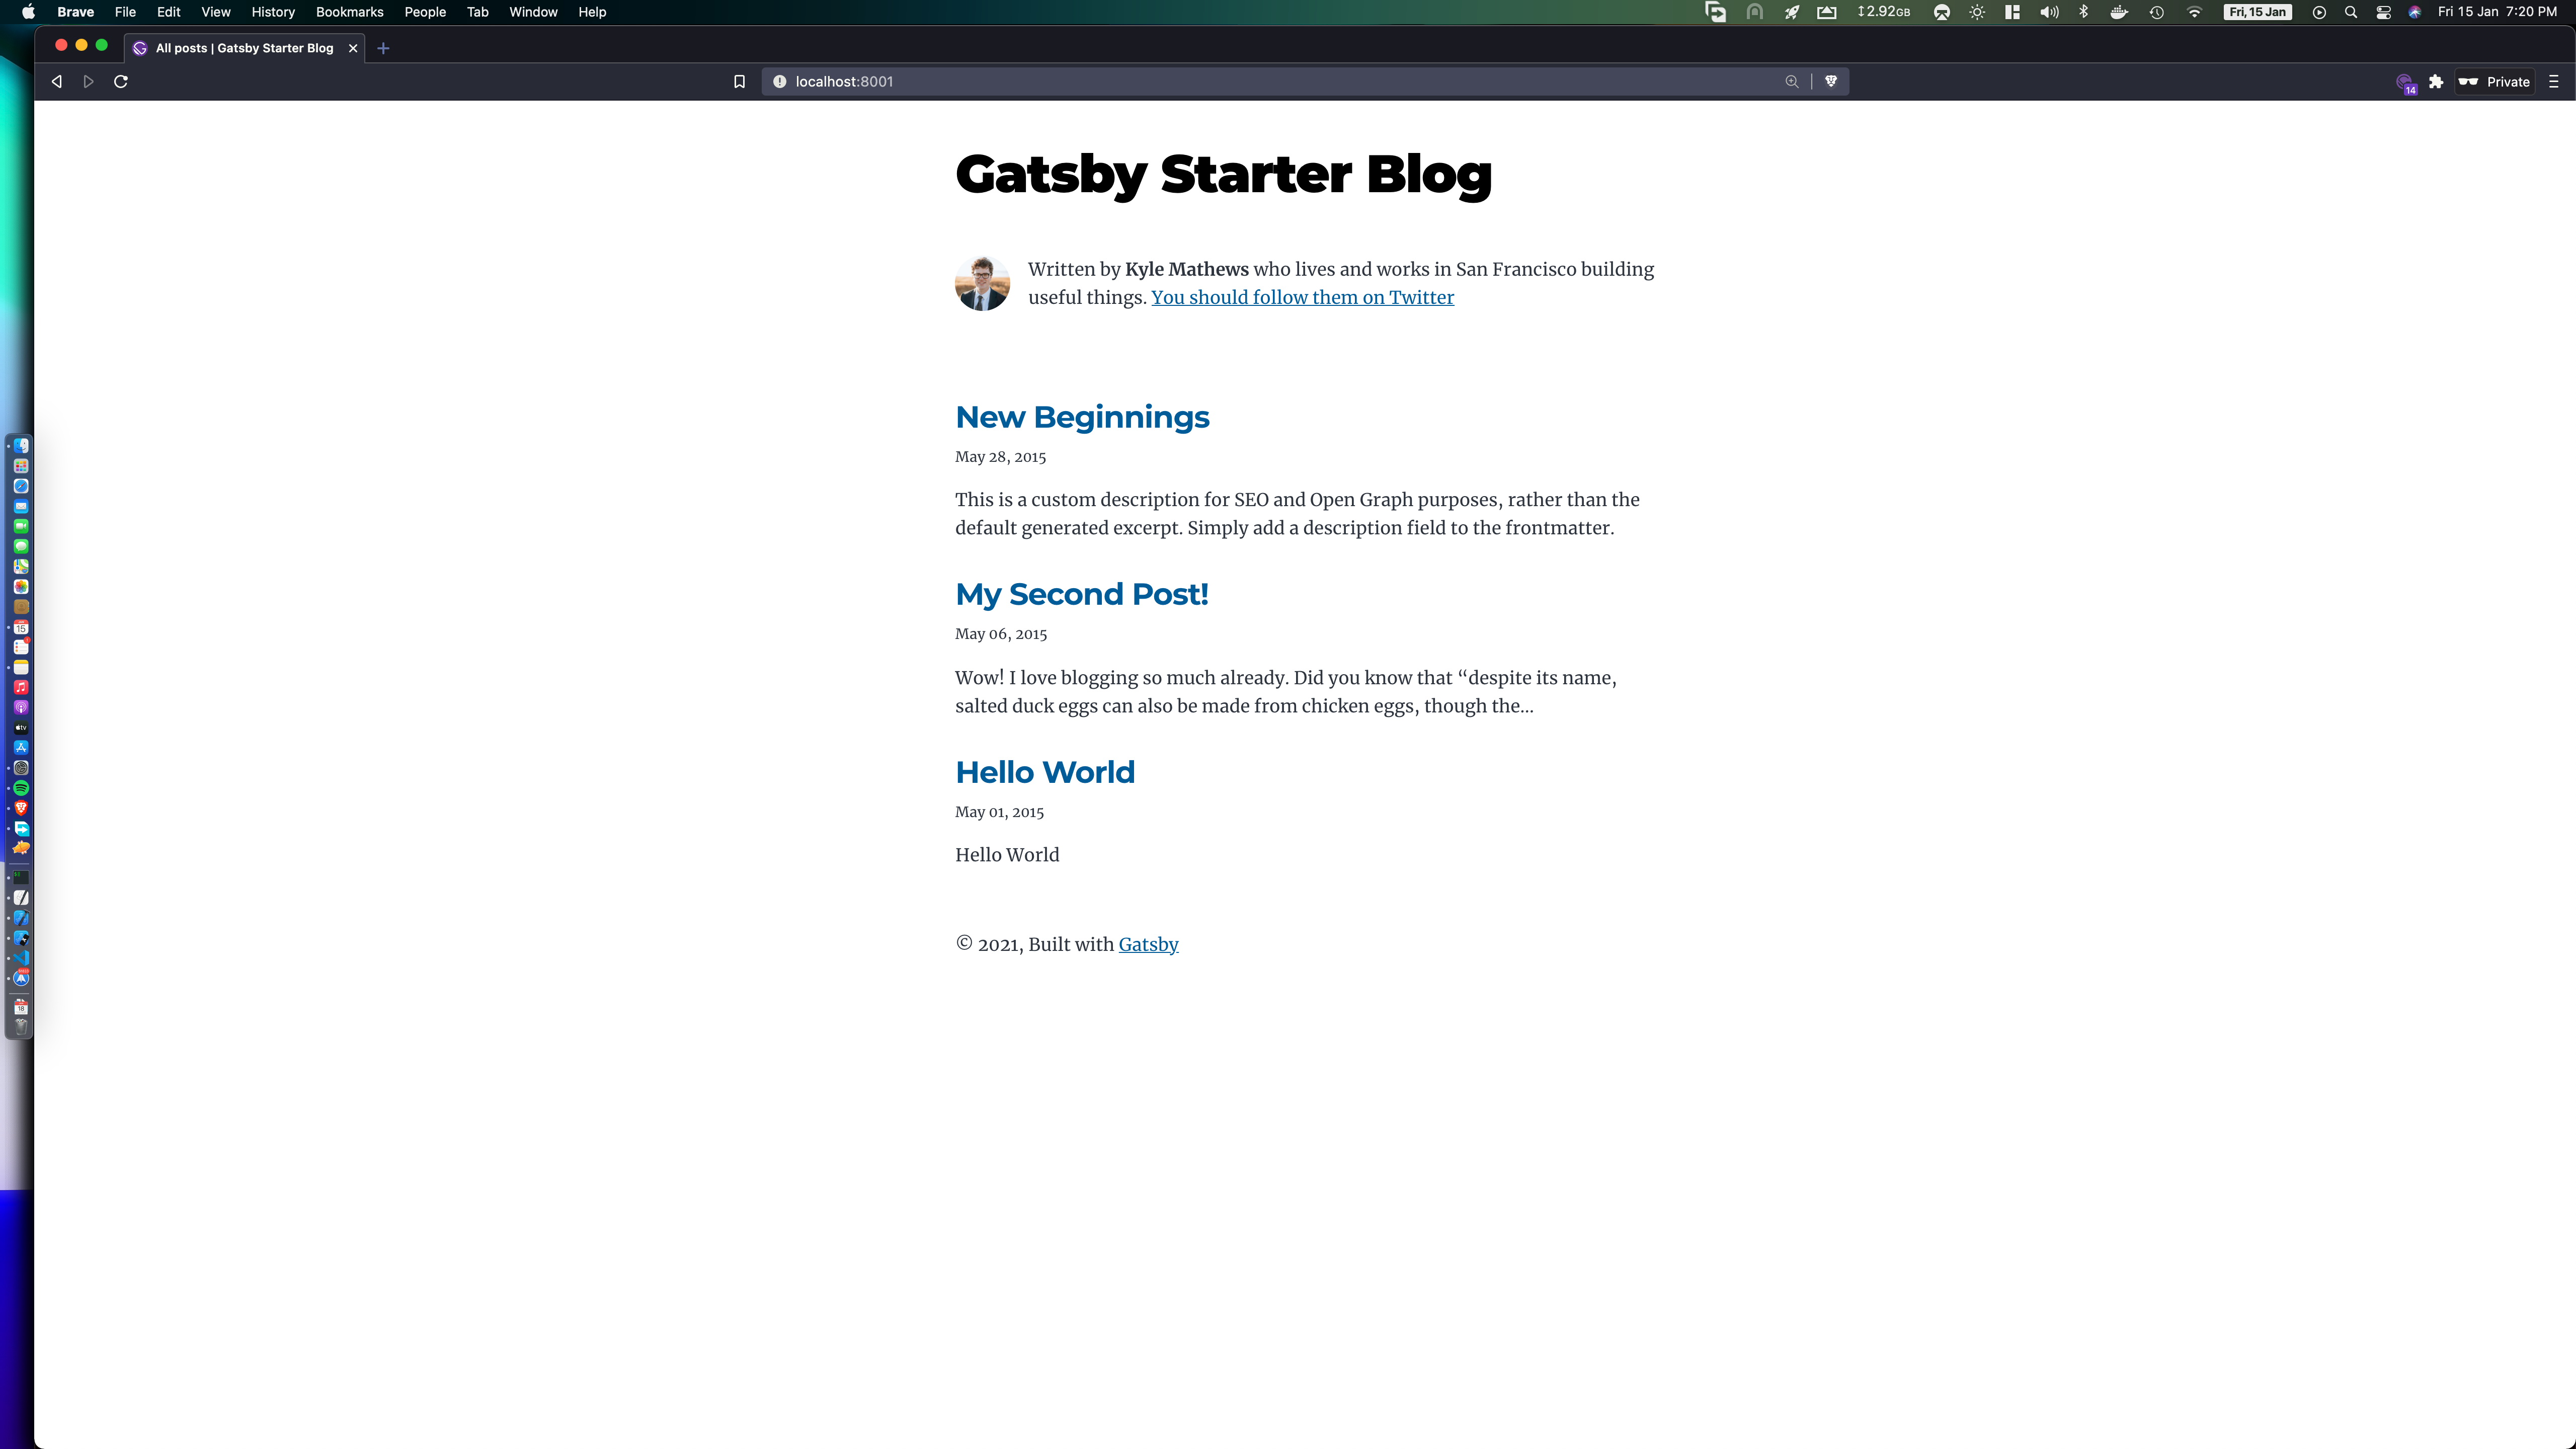 Brave File Edit View History Bookmarks People Tab Window Help
2.92GB
Fri, 15 Jan
Fri 15 Jan 7:20 PM
All posts | Gatsby Starter Blog
localhost:8001
14
Private
Gatsby Starter Blog
Written by Kyle Mathews who lives and works in San Francisco building
useful things. You should follow them on Twitter
New Beginnings
May 28, 2015
This is a custom description for SEO and Open Graph purposes, rather than the
default generated excerpt. Simply add a description field to the frontmatter.
My Second Post!
May 06, 2015
Wow! I love blogging so much already. Did you know that “despite its name,
salted duck eggs can also be made from chicken eggs, though the…
Hello World
May 01, 2015
Hello World
© 2021, Built with Gatsby
15
tv
18